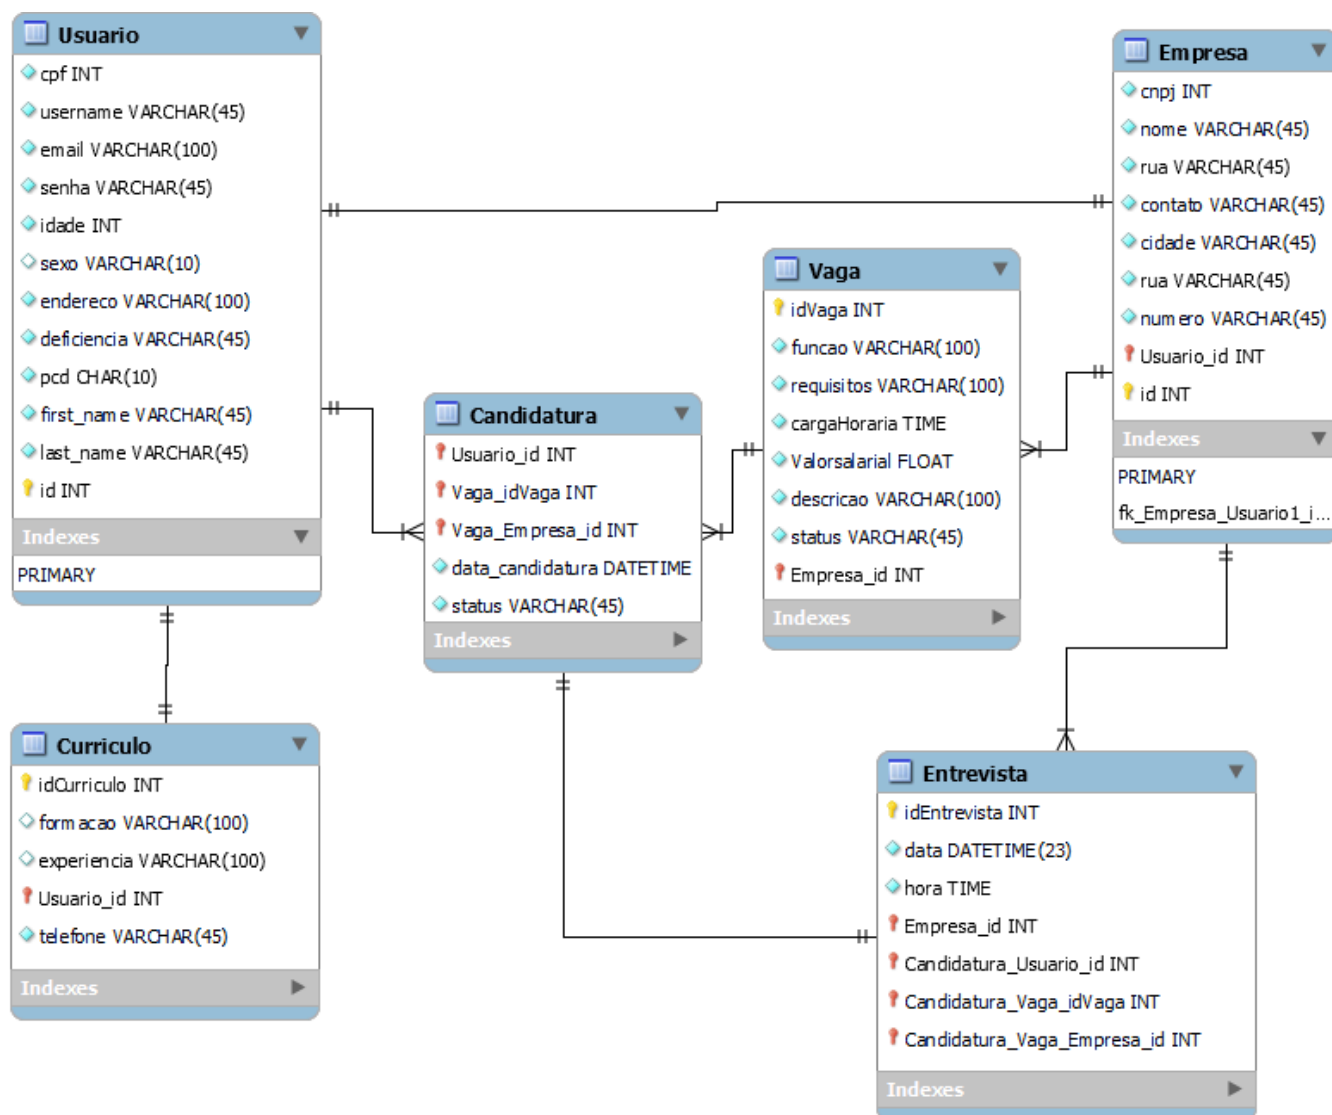 Usuario
cpf INT
username VARCHAR(45)
email VARCHAR(100)
senha VARCHAR(45)
idade INT
sexo VARCHAR(10)
endereco VARCHAR(100)
deficiencia VARCHAR(45)
pcd CHAR(10)
first_name VARCHAR(45)
last_name VARCHAR(45)
id INT
Indexes
PRIMARY
Empresa
cnpj INT
nome VARCHAR(45)
rua VARCHAR(45)
contato VARCHAR(45)
cidade VARCHAR(45)
rua VARCHAR(45)
numero VARCHAR(45)
Usuario_id INT
id INT
Indexes
PRIMARY
fk_Empresa_Usuario1_i...
Vaga
idVaga INT
funcao VARCHAR(100)
requisitos VARCHAR(100)
cargaHoraria TIME
Valorsalarial FLOAT
descricao VARCHAR(100)
status VARCHAR(45)
Empresa_id INT
Indexes
Candidatura
Usuario_id INT
Vaga_idVaga INT
Vaga_Empresa_id INT
data_candidatura DATETIME
status VARCHAR(45)
Indexes
Curriculo
idCurriculo INT
formacao VARCHAR(100)
experiencia VARCHAR(100)
Usuario_id INT
telefone VARCHAR(45)
Indexes
Entrevista
idEntrevista INT
data DATETIME(23)
hora TIME
Empresa_id INT
Candidatura_Usuario_id INT
Candidatura_Vaga_idVaga INT
Candidatura_Vaga_Empresa_id INT
Indexes